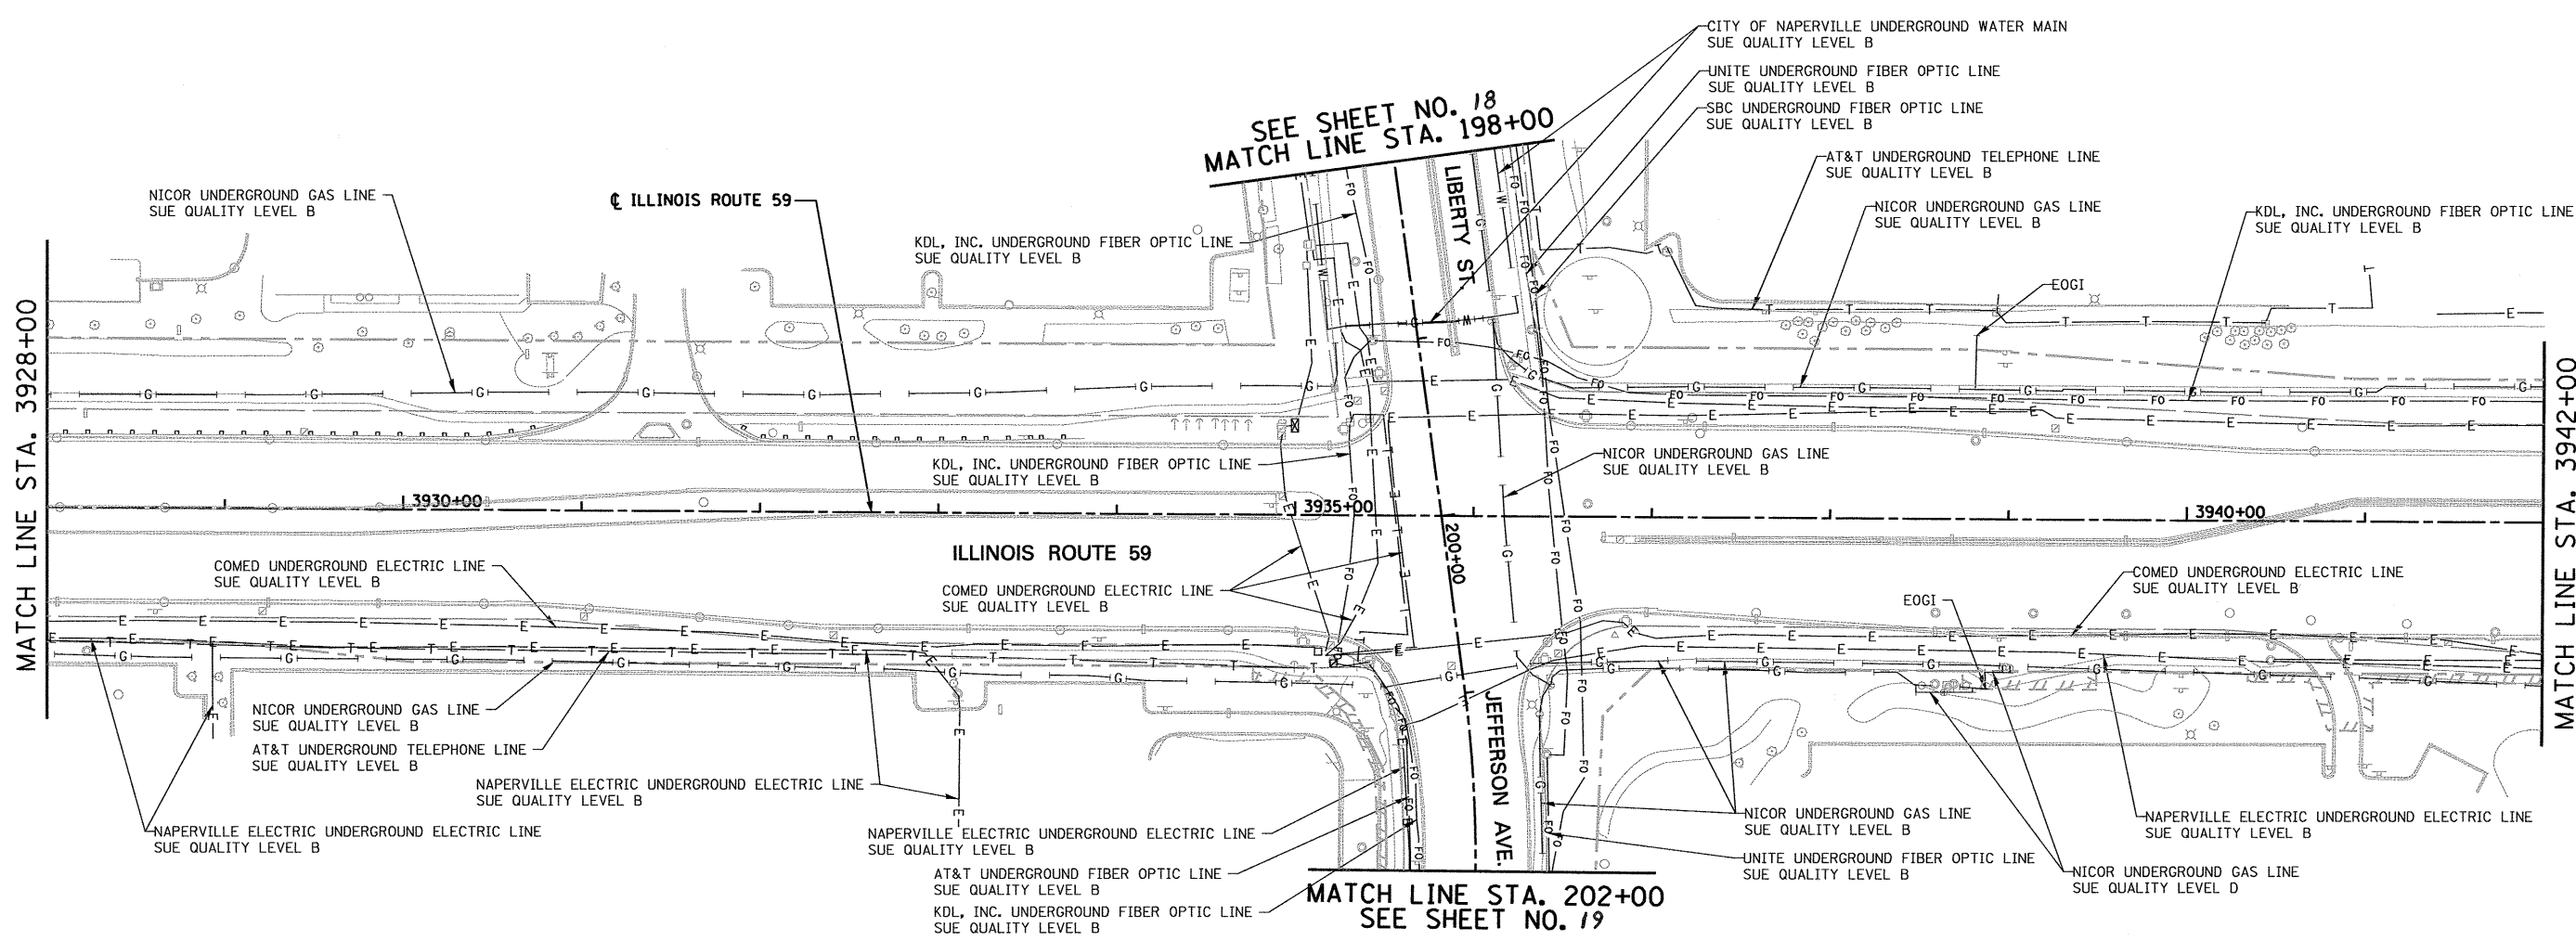 CITY OF NAPERVILLE UNDERGROUND WATER MAIN
SUE QUALITY LEVEL B
UNITE UNDERGROUND FIBER OPTIC LINE
SUE QUALITY LEVEL B
SBC UNDERGROUND FIBER OPTIC LINE
SUE QUALITY LEVEL B
SEE SHEET NO. 18
MATCH LINE STA. 198+00
AT&T UNDERGROUND TELEPHONE LINE
SUE QUALITY LEVEL B
NICOR UNDERGROUND GAS LINE
SUE QUALITY LEVEL B
℄ ILLINOIS ROUTE 59
LIBERTY ST.
NICOR UNDERGROUND GAS LINE
SUE QUALITY LEVEL B
KDL, INC. UNDERGROUND FIBER OPTIC LINE
SUE QUALITY LEVEL B
KDL, INC. UNDERGROUND FIBER OPTIC LINE
SUE QUALITY LEVEL B
EOGI
MATCH LINE STA. 3928+00
MATCH LINE STA. 3942+00
KDL, INC. UNDERGROUND FIBER OPTIC LINE
SUE QUALITY LEVEL B
NICOR UNDERGROUND GAS LINE
SUE QUALITY LEVEL B
3930+00
3935+00
3940+00
200+00
ILLINOIS ROUTE 59
COMED UNDERGROUND ELECTRIC LINE
SUE QUALITY LEVEL B
COMED UNDERGROUND ELECTRIC LINE
SUE QUALITY LEVEL B
COMED UNDERGROUND ELECTRIC LINE
SUE QUALITY LEVEL B
EOGI
NICOR UNDERGROUND GAS LINE
SUE QUALITY LEVEL B
AT&T UNDERGROUND TELEPHONE LINE
SUE QUALITY LEVEL B
JEFFERSON AVE.
NAPERVILLE ELECTRIC UNDERGROUND ELECTRIC LINE
SUE QUALITY LEVEL B
NAPERVILLE ELECTRIC UNDERGROUND ELECTRIC LINE
SUE QUALITY LEVEL B
NAPERVILLE ELECTRIC UNDERGROUND ELECTRIC LINE
SUE QUALITY LEVEL B
NICOR UNDERGROUND GAS LINE
SUE QUALITY LEVEL B
NAPERVILLE ELECTRIC UNDERGROUND ELECTRIC LINE
SUE QUALITY LEVEL B
AT&T UNDERGROUND FIBER OPTIC LINE
SUE QUALITY LEVEL B
UNITE UNDERGROUND FIBER OPTIC LINE
SUE QUALITY LEVEL B
NICOR UNDERGROUND GAS LINE
SUE QUALITY LEVEL D
KDL, INC. UNDERGROUND FIBER OPTIC LINE
SUE QUALITY LEVEL B
MATCH LINE STA. 202+00
SEE SHEET NO. 19